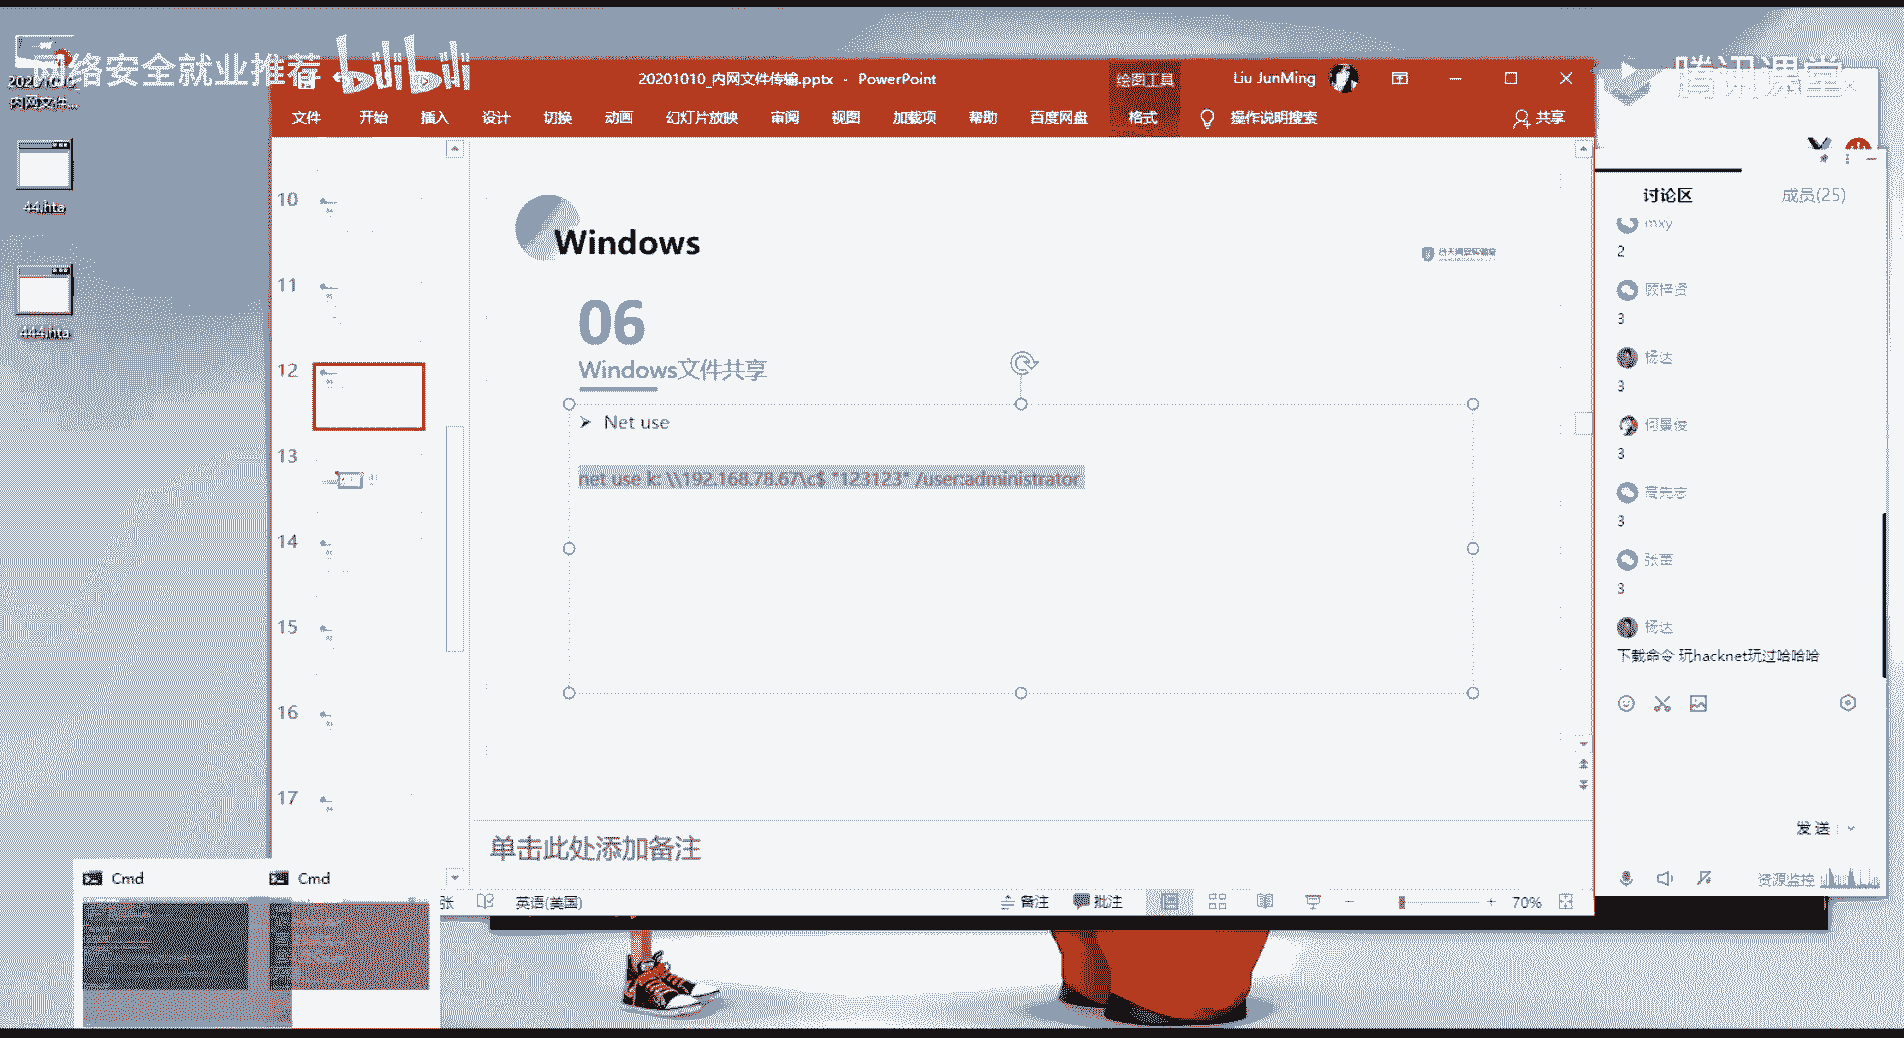 网络安全就业推荐 bilibili
腾讯课堂
内网文件...
44.hta
444.hta
20201010_内网文件传输.pptx - PowerPoint
绘图工具
Liu JunMing
文件 开始 插入 设计 切换 动画 幻灯片放映 审阅 视图 加载项 帮助 百度网盘 格式 操作说明搜索 共享
10
11
12
13
14
15
16
17
Windows
06
Windows文件共享
➢ Net use
net use k: \\192.168.76.67\c$ "123123" /user:administrator
单击此处添加备注
张 英语(美国) 备注 批注 70%
Cmd
Cmd
讨论区 成员(25)
mxy
2
3
杨达
3
何景俊
3
3
3
杨达
下载命令 玩hacknet玩过哈哈哈
发送
资源监控